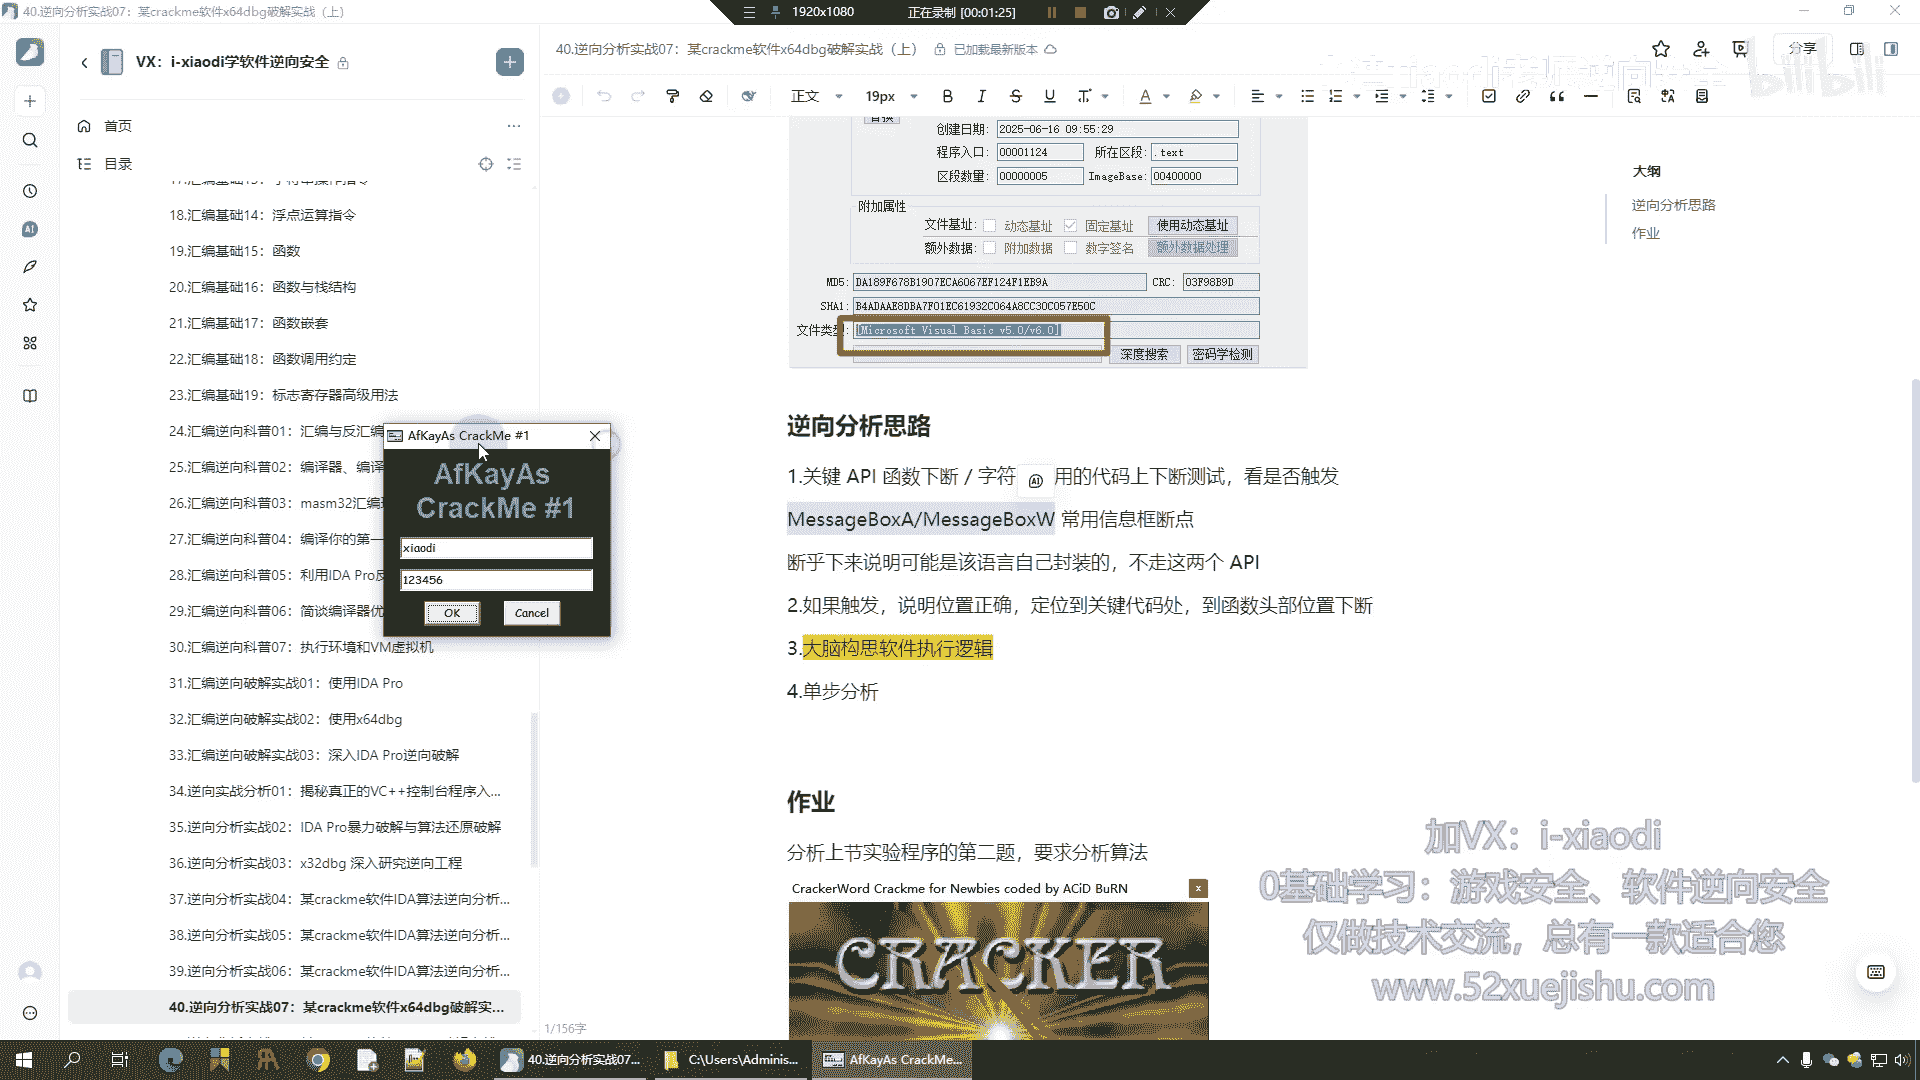 40.逆向分析实战07：某crackme软件x64dbg破解实战（上）
1920x1080
正在录制 [00:01:25]
VX：i-xiaodi学软件逆向安全
首页
目录
18.汇编基础14：浮点运算指令
19.汇编基础15：函数
20.汇编基础16：函数与栈结构
21.汇编基础17：函数嵌套
22.汇编基础18：函数调用约定
23.汇编基础19：标志寄存器高级用法
24.汇编逆向科普01：汇编与反汇编
25.汇编逆向科普02：编译器、编译
26.汇编逆向科普03：masm32汇编
27.汇编逆向科普04：编译你的第一
28.汇编逆向科普05：利用IDA Pro
29.汇编逆向科普06：简谈编译器优
30.汇编逆向科普07：执行环境和VM虚拟机
31.汇编逆向破解实战01：使用IDA Pro
32.汇编逆向破解实战02：使用x64dbg
33.汇编逆向破解实战03：深入IDA Pro逆向破解
34.逆向实战分析01：揭秘真正的VC++控制台程序入...
35.逆向分析实战02：IDA Pro暴力破解与算法还原破解
36.逆向分析实战03：x32dbg 深入研究逆向工程
37.逆向分析实战04：某crackme软件IDA算法逆向分析...
38.逆向分析实战05：某crackme软件IDA算法逆向分析...
39.逆向分析实战06：某crackme软件IDA算法逆向分析...
40.逆向分析实战07：某crackme软件x64dbg破解实...
AfKayAs CrackMe #1
AfKayAs
CrackMe #1
xiaodi
123456
OK Cancel
40.逆向分析实战07：某crackme软件x64dbg破解实战（上） 已加载最新版本
分享
bilibili
正文 19px
创建日期: 2025-06-16 09:55:29
程序入口: 00001124 所在区段: .text
区段数量: 00000005 ImageBase: 00400000
附加属性
文件基址: 动态基址 固定基址 使用动态基址
额外数据: 附加数据 数字签名 额外数据处理
MD5: DA189F678B1907ECA6067EF124F1EB9A CRC: 03F98B9D
SHA1: B4ADAAE8DBA7F01EC61932C064A8CC30C057E50C
文件类型: [Microsoft Visual Basic v5.0/v6.0]
深度搜索 密码学检测
逆向分析思路
1.关键 API 函数下断 / 字符 用的代码上下断测试，看是否触发
MessageBoxA/MessageBoxW 常用信息框断点
断乎下来说明可能是该语言自己封装的，不走这两个 API
2.如果触发，说明位置正确，定位到关键代码处，到函数头部位置下断
3.大脑构思软件执行逻辑
4.单步分析
作业
分析上节实验程序的第二题，要求分析算法
CrackerWord Crackme for Newbies coded by ACiD BuRN
CRACKER
1/156字
大纲
逆向分析思路
作业
加VX：i-xiaodi
0基础学习：游戏安全、软件逆向安全
仅做技术交流，总有一款适合您
www.52xuejishu.com
40.逆向分析实战07...
C:\Users\Adminis...
AfKayAs CrackMe...